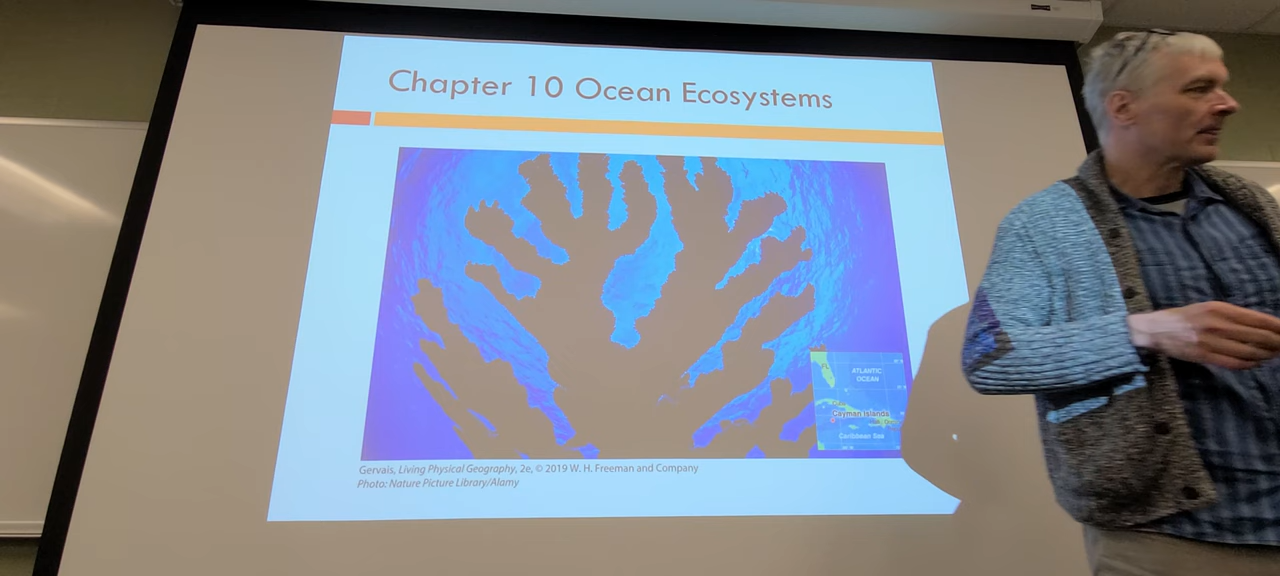 Chapter 10 Ocean Ecosystems
ATLANTIC
OCEAN
Cayman Islands
Caribbean Sea
Gervais, Living Physical Geography, 2e, © 2019 W. H. Freeman and Company
Photo: Nature Picture Library/Alamy